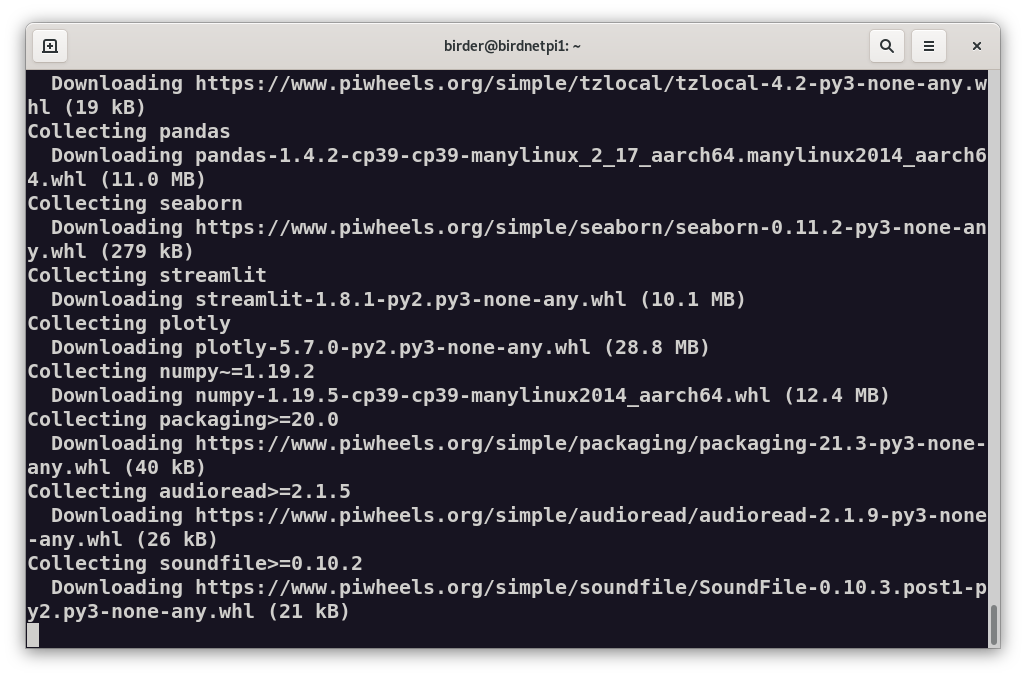 birder@birdnetpi1: ~
  Downloading https://www.piwheels.org/simple/tzlocal/tzlocal-4.2-py3-none-any.w
hl (19 kB)
Collecting pandas
  Downloading pandas-1.4.2-cp39-cp39-manylinux_2_17_aarch64.manylinux2014_aarch6
4.whl (11.0 MB)
Collecting seaborn
  Downloading https://www.piwheels.org/simple/seaborn/seaborn-0.11.2-py3-none-an
y.whl (279 kB)
Collecting streamlit
  Downloading streamlit-1.8.1-py2.py3-none-any.whl (10.1 MB)
Collecting plotly
  Downloading plotly-5.7.0-py2.py3-none-any.whl (28.8 MB)
Collecting numpy~=1.19.2
  Downloading numpy-1.19.5-cp39-cp39-manylinux2014_aarch64.whl (12.4 MB)
Collecting packaging>=20.0
  Downloading https://www.piwheels.org/simple/packaging/packaging-21.3-py3-none-
any.whl (40 kB)
Collecting audioread>=2.1.5
  Downloading https://www.piwheels.org/simple/audioread/audioread-2.1.9-py3-none
-any.whl (26 kB)
Collecting soundfile>=0.10.2
  Downloading https://www.piwheels.org/simple/soundfile/SoundFile-0.10.3.post1-p
y2.py3-none-any.whl (21 kB)